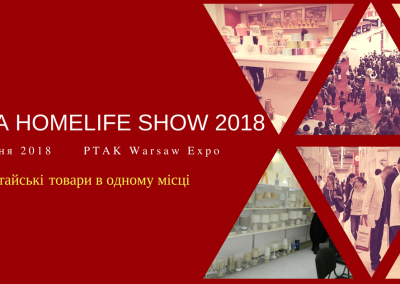 A HOMELIFE SHOW 2018
ня 2018 PTAK Warsaw Expo
тайські товари в одному місці